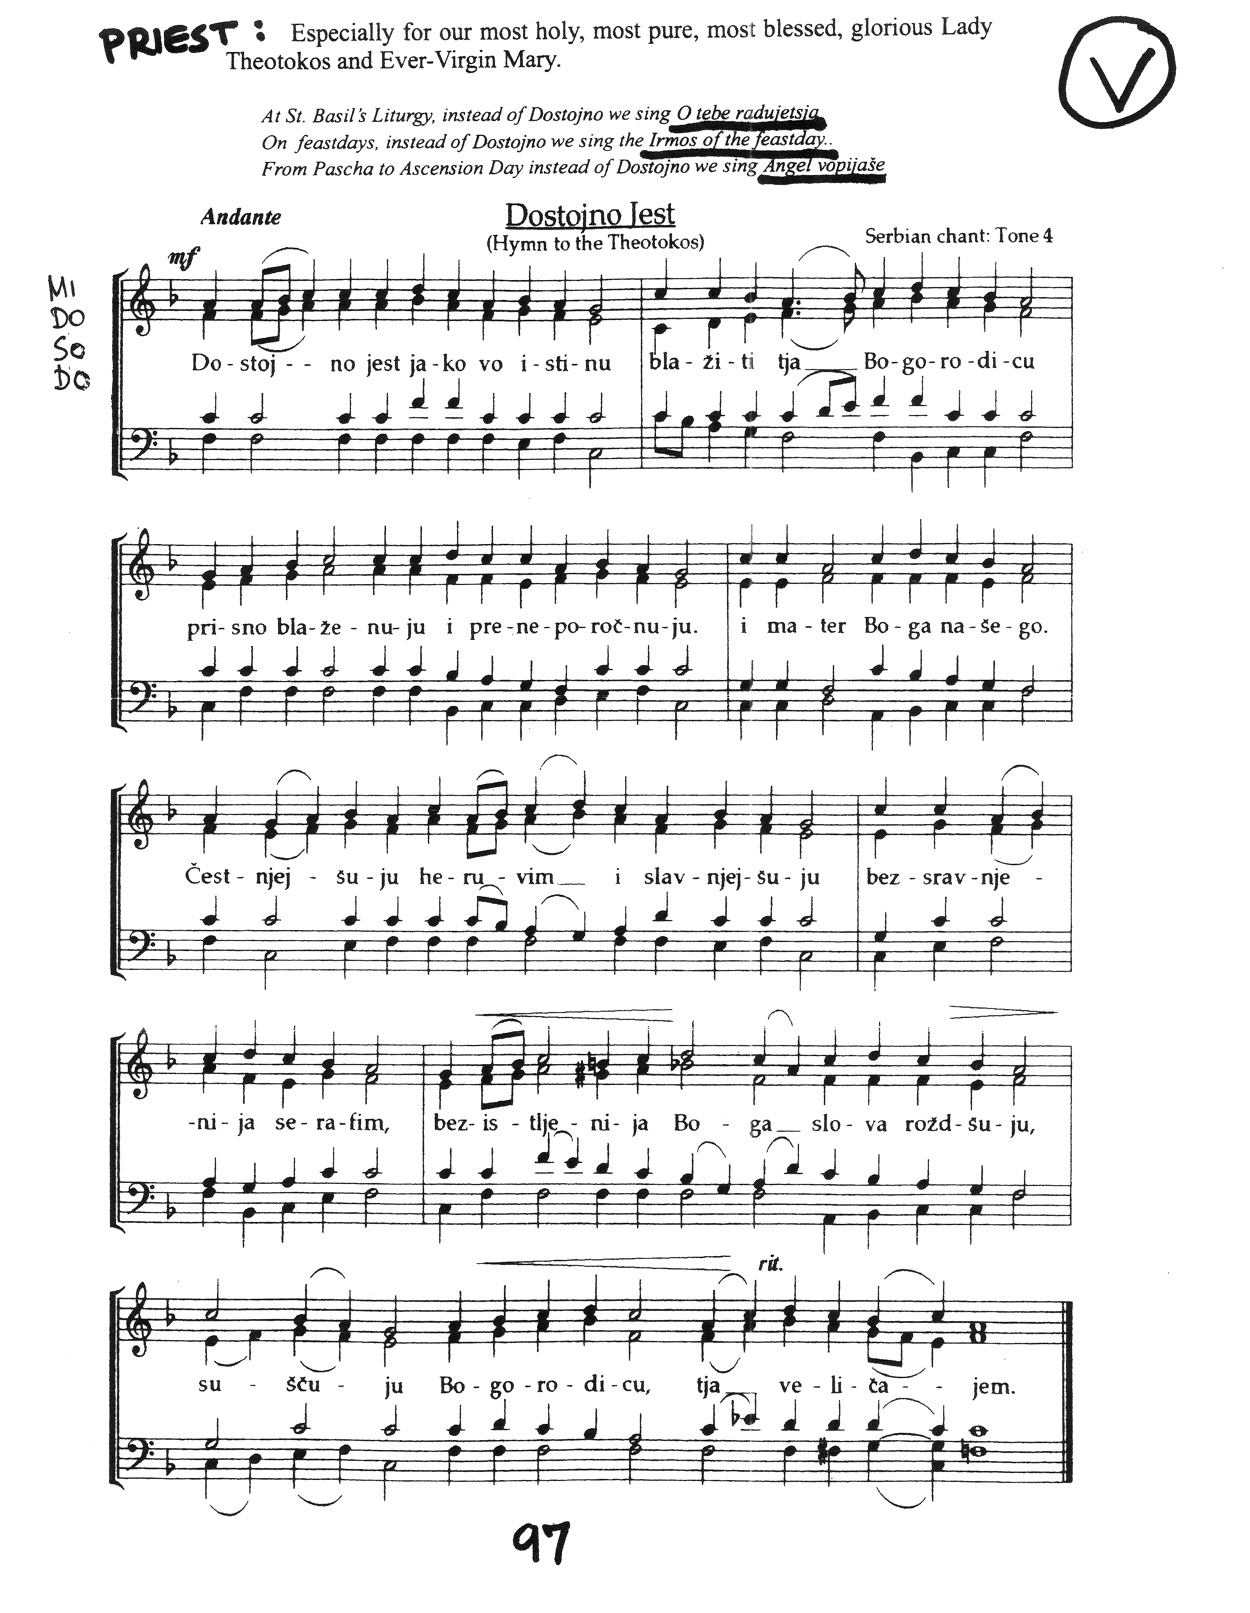 PRIEST: Especially for our most holy, most pure, most blessed, glorious Lady
Theotokos and Ever-Virgin Mary.
V
At St. Basil's Liturgy, instead of Dostojno we sing O tebe radujetsja
On feastdays, instead of Dostojno we sing the Irmos of the feastday..
From Pascha to Ascension Day instead of Dostojno we sing Angel vopijaše
Andante
Dostojno Jest
(Hymn to the Theotokos)
Serbian chant: Tone 4
mf
MI
DO
SO
DO
Do - stoj - - no jest ja - ko vo i - sti - nu bla - ži - ti tja__ Bo - go - ro - di - cu
pri - sno bla - že - nu - ju i pre - ne - po - roč - nu - ju. i ma - ter Bo - ga na - še - go.
Čest - njej - šu - ju he - ru - vim__ i slav - njej - šu - ju bez - srav - nje -
-ni - ja se - ra - fim, bez - is - tlje - ni - ja Bo - ga__ slo - va rožd - šu - ju,
rit.
su - šču - ju Bo - go - ro - di - cu, tja__ ve - li - ča - - jem.
97